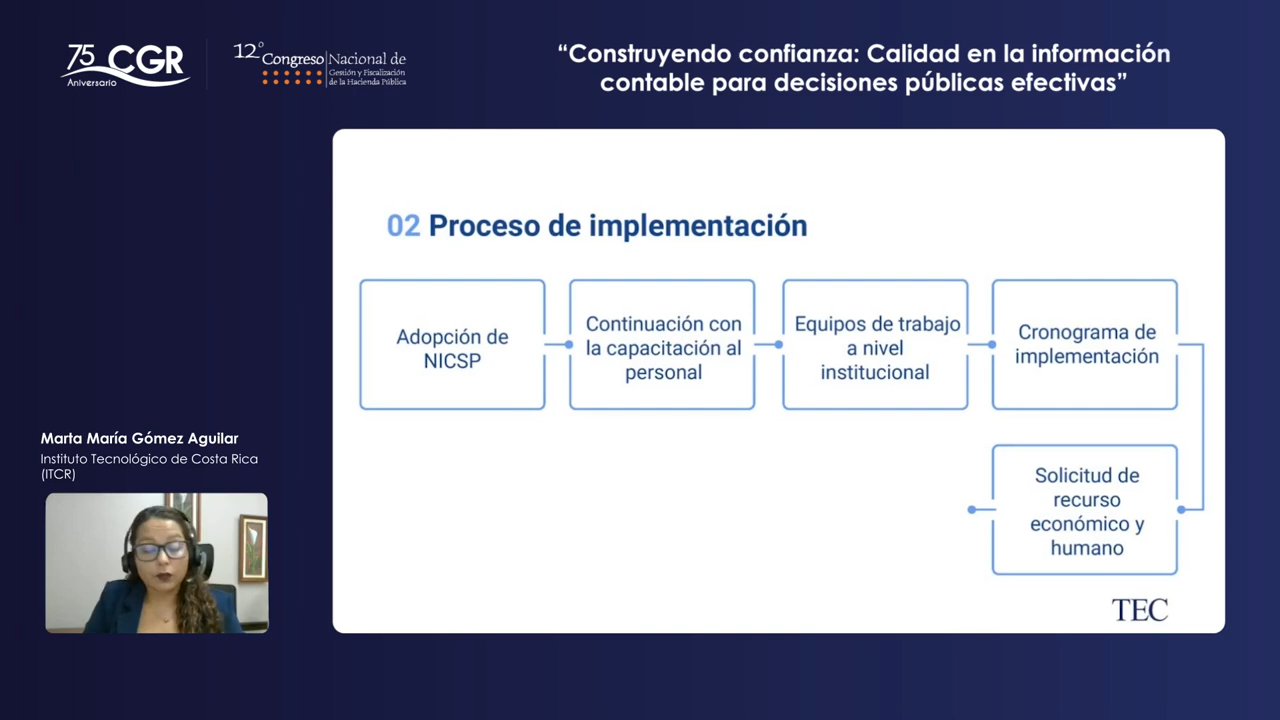 75 CGR
Aniversario
12° Congreso Nacional de
Gestión y Fiscalización
de la Hacienda Pública
“Construyendo confianza: Calidad en la información
contable para decisiones públicas efectivas”
02 Proceso de implementación
Adopción de
NICSP
Continuación con
la capacitación al
personal
Equipos de trabajo
a nivel
institucional
Cronograma de
implementación
Solicitud de
recurso
económico y
humano
TEC
Marta María Gómez Aguilar
Instituto Tecnológico de Costa Rica
(ITCR)